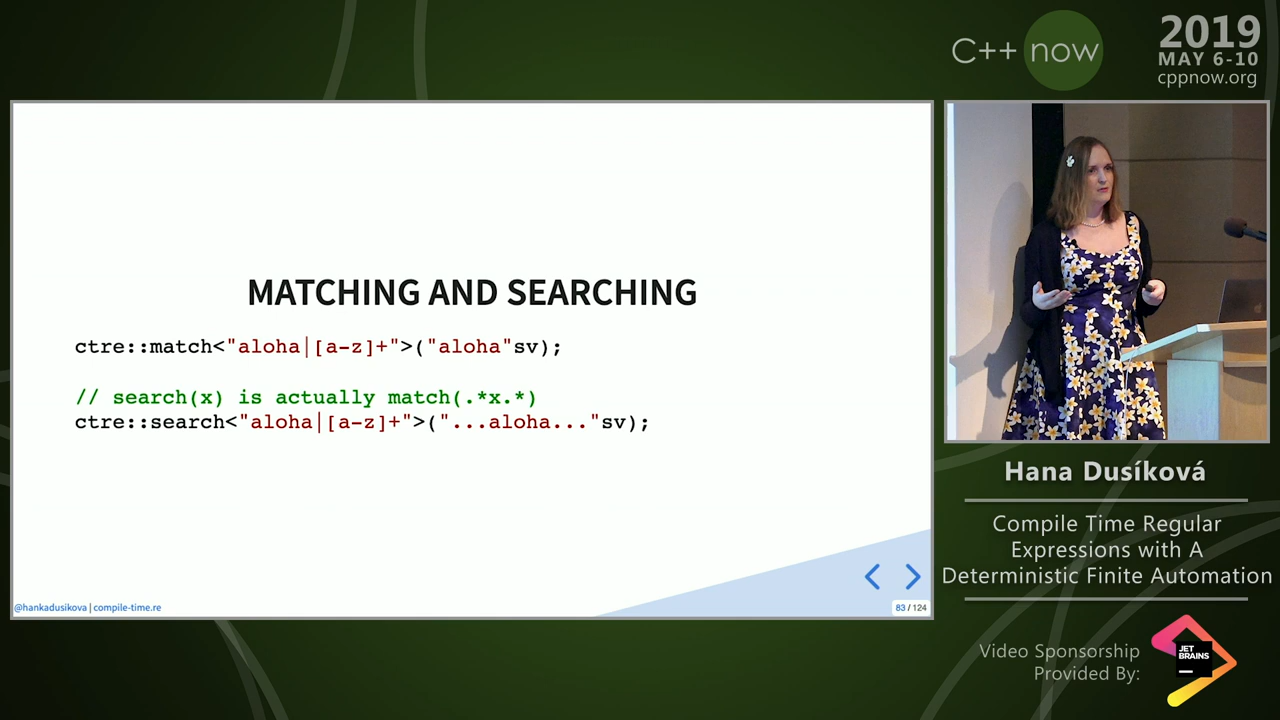 C++ now
2019
MAY 6-10
cppnow.org
MATCHING AND SEARCHING
ctre::match<"aloha|[a-z]+">("aloha"sv);
// search(x) is actually match(.*x.*)
ctre::search<"aloha|[a-z]+">("...aloha..."sv);
@hankadusikova | compile-time.re
83 / 124
Hana Dusíková
Compile Time Regular
Expressions with A
Deterministic Finite Automation
Video Sponsorship
Provided By:
JET
BRAINS